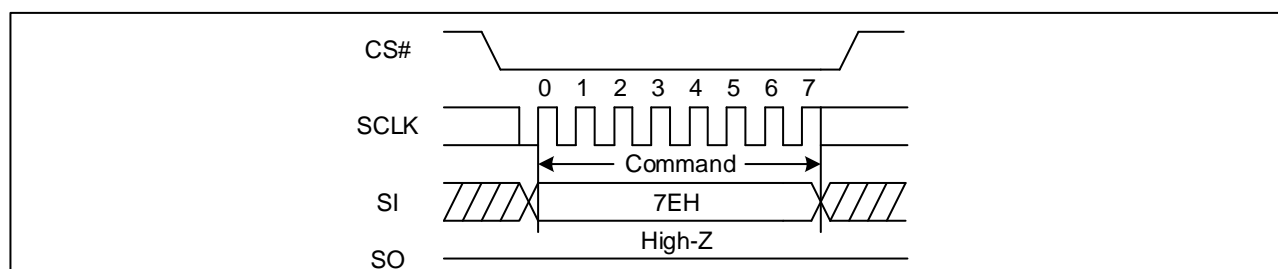 CS#
0 1 2 3 4 5 6 7
SCLK
Command
SI
7EH
High-Z
SO